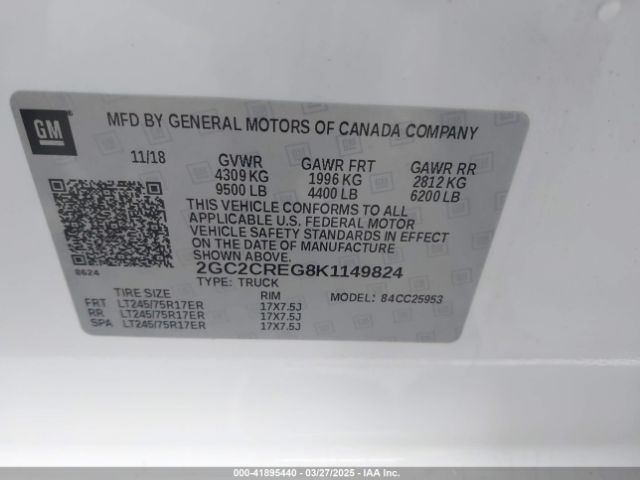 GM
MFD BY GENERAL MOTORS OF CANADA COMPANY
11/18 GVWR GAWR FRT GAWR RR
4309 KG 1996 KG 2812 KG
9500 LB 4400 LB 6200 LB
THIS VEHICLE CONFORMS TO ALL
APPLICABLE U.S. FEDERAL MOTOR
VEHICLE SAFETY STANDARDS IN EFFECT
ON THE DATE OF MANUFACTURE
SHOWN ABOVE.
8624
2GC2CREG8K1149824
TYPE: TRUCK
TIRE SIZE RIM MODEL: 84CC25953
FRT LT245/75R17ER 17X7.5J
RR LT245/75R17ER 17X7.5J
SPA LT245/75R17ER 17X7.5J
000-41895440 - 03/27/2025 - IAA, Inc.